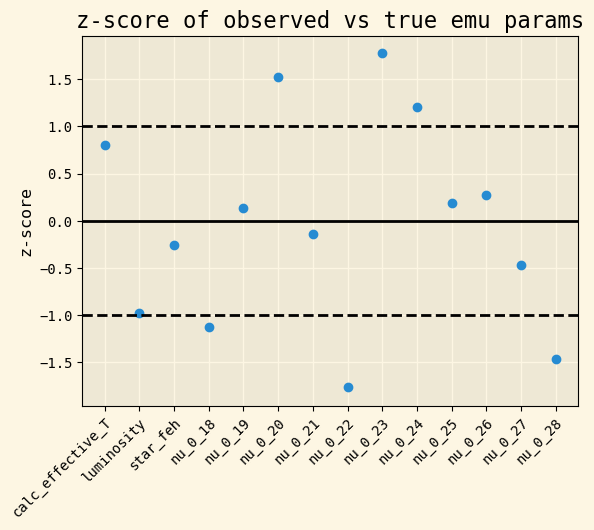 z-score of observed vs true emu params
z-score
1.5
1.0
0.5
0.0
−0.5
−1.0
−1.5
calc_effective_T
luminosity
star_feh
nu_0_18
nu_0_19
nu_0_20
nu_0_21
nu_0_22
nu_0_23
nu_0_24
nu_0_25
nu_0_26
nu_0_27
nu_0_28